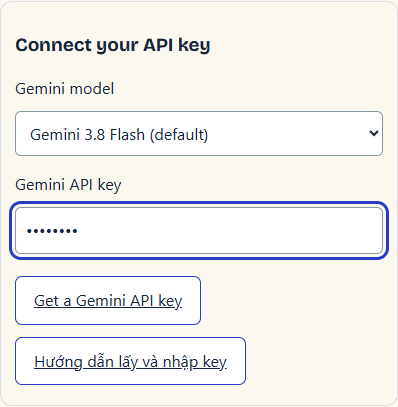 Connect your API key
Gemini model
Gemini 3.8 Flash (default)
Gemini API key
••••••••
Get a Gemini API key
Hướng dẫn lấy và nhập key